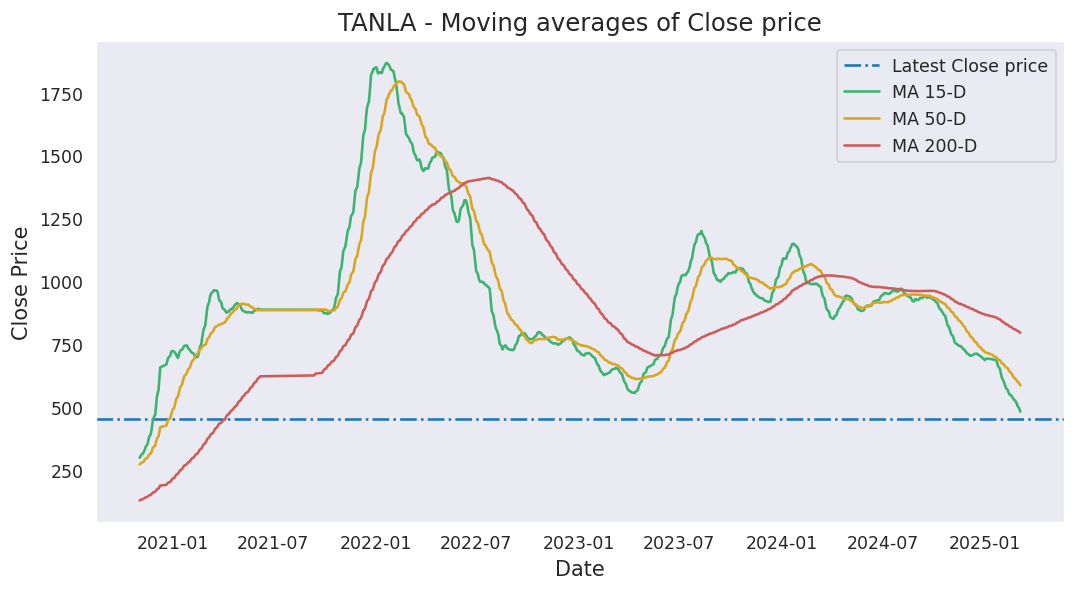 TANLA - Moving averages of Close price
Latest Close price
MA 15-D
MA 50-D
MA 200-D
Close Price
1750
1500
1250
1000
750
500
250
2021-01
2021-07
2022-01
2022-07
2023-01
2023-07
2024-01
2024-07
2025-01
Date